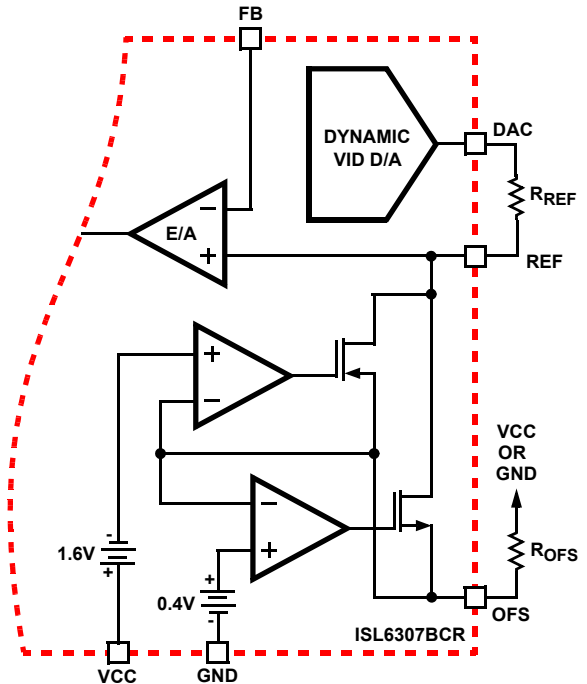 FB
DYNAMIC
VID D/A
DAC
RREF
E/A
−
+
REF
+
−
VCC
OR
GND
−
+
-
1.6V
+
+
0.4V
-
ROFS
OFS
ISL6307BCR
VCC
GND